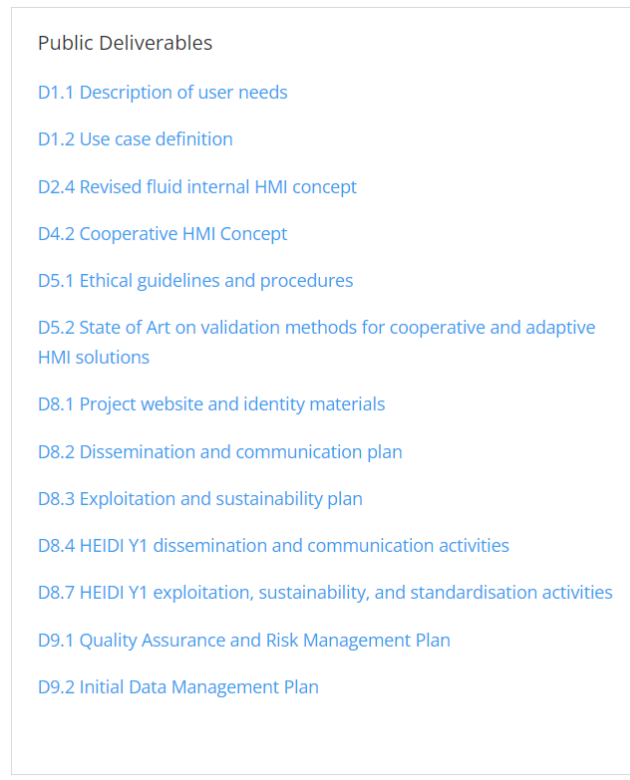 Public Deliverables
D1.1 Description of user needs
D1.2 Use case definition
D2.4 Revised fluid internal HMI concept
D4.2 Cooperative HMI Concept
D5.1 Ethical guidelines and procedures
D5.2 State of Art on validation methods for cooperative and adaptive
HMI solutions
D8.1 Project website and identity materials
D8.2 Dissemination and communication plan
D8.3 Exploitation and sustainability plan
D8.4 HEIDI Y1 dissemination and communication activities
D8.7 HEIDI Y1 exploitation, sustainability, and standardisation activities
D9.1 Quality Assurance and Risk Management Plan
D9.2 Initial Data Management Plan